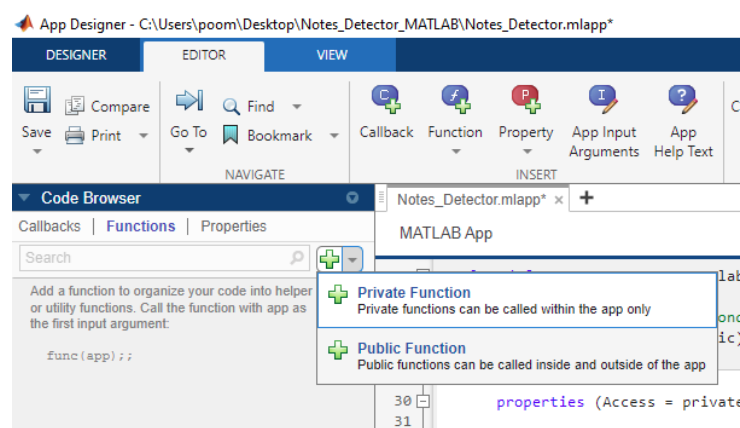 App Designer - C:\Users\poom\Desktop\Notes_Detector_MATLAB\Notes_Detector.mlapp*
DESIGNER EDITOR VIEW
Save Compare Print Go To Find Bookmark Callback Function Property App Input Arguments App Help Text C
NAVIGATE INSERT
Code Browser
Notes_Detector.mlapp* × +
Callbacks | Functions | Properties
MATLAB App
Search
Add a function to organize your code into helper
or utility functions. Call the function with app as
the first input argument:
func(app);;
Private Function
Private functions can be called within the app only
Public Function
Public functions can be called inside and outside of the app
30 properties (Access = private
31